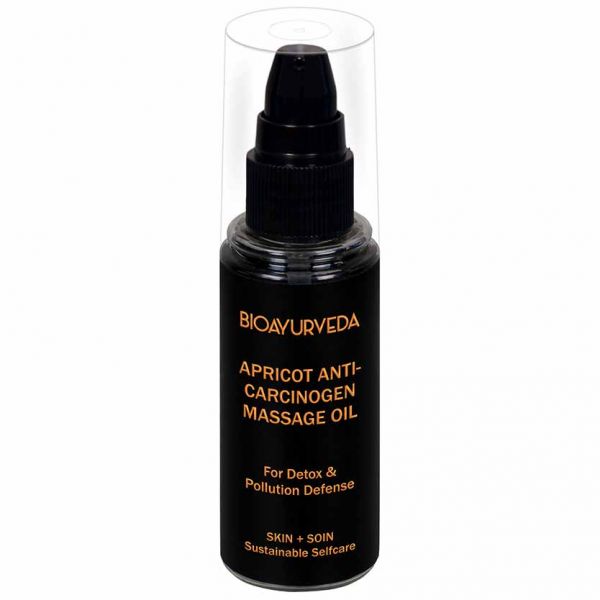 BIOAYURVEDA
APRICOT ANTI-
CARCINOGEN
MASSAGE OIL
For Detox &
Pollution Defense
SKIN + SOIN
Sustainable Selfcare